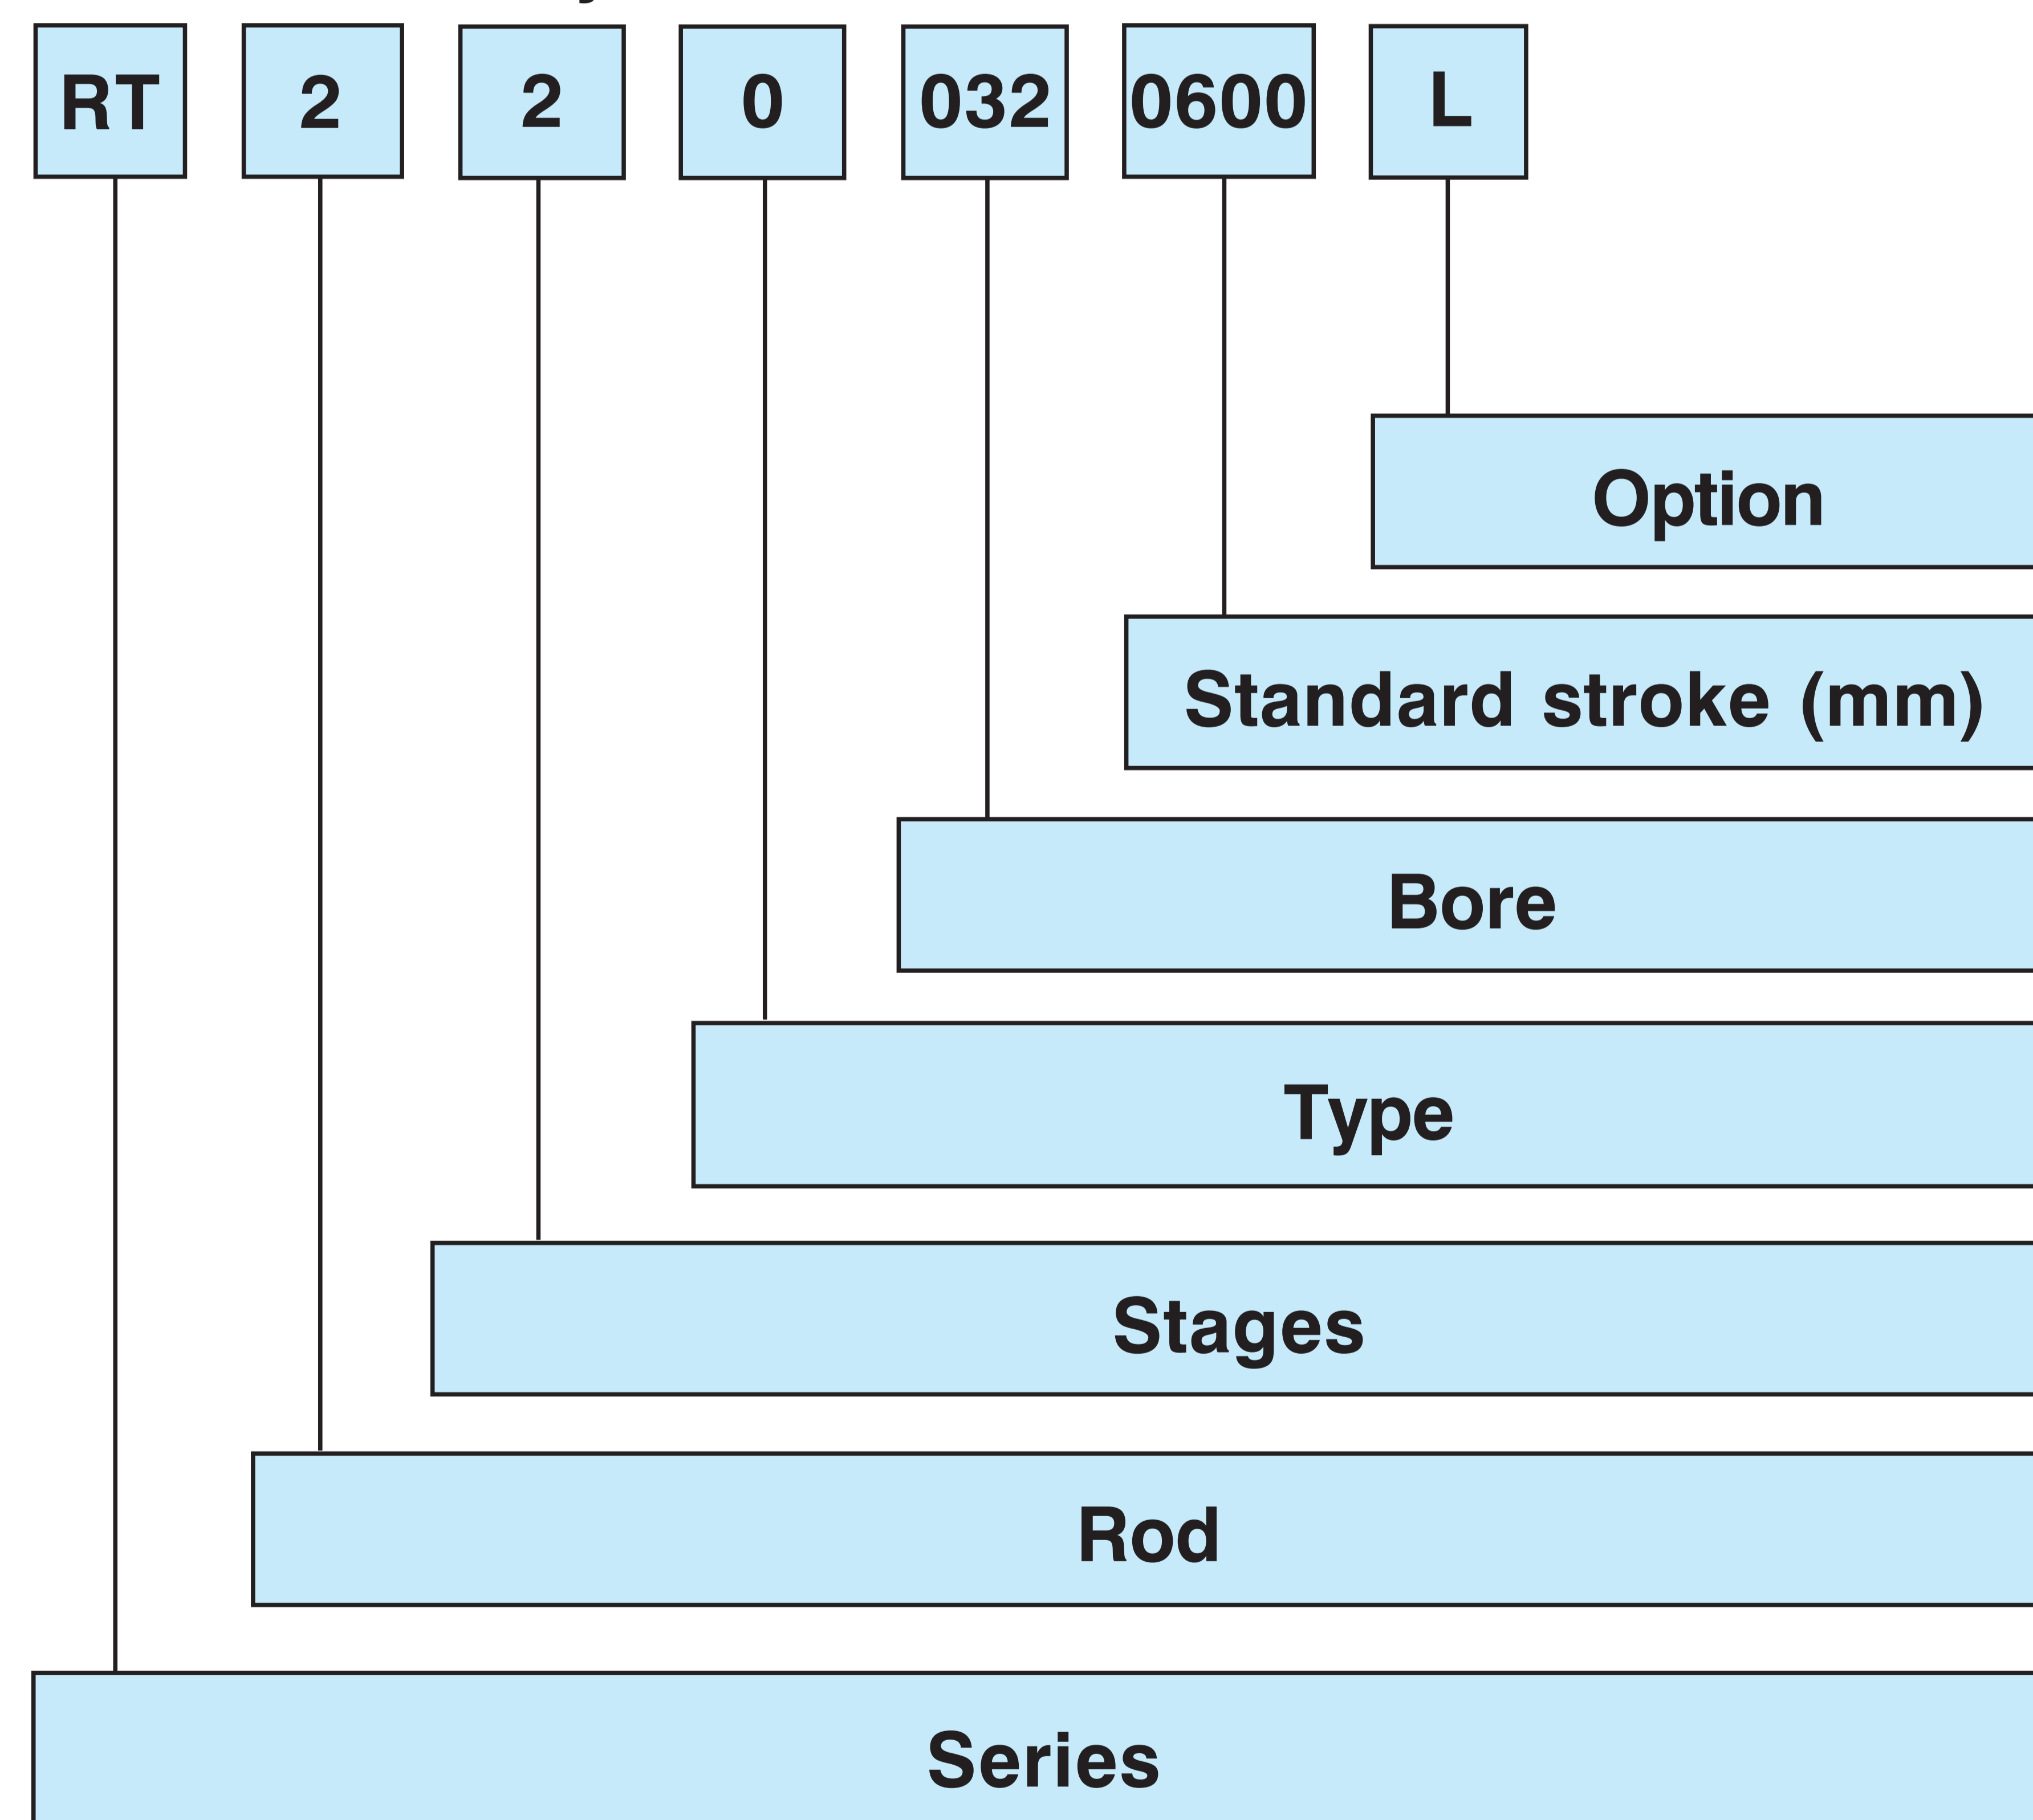 RT 2 2 0 032 0600 L
Option
Standard stroke (mm)
Bore
Type
Stages
Rod
Series